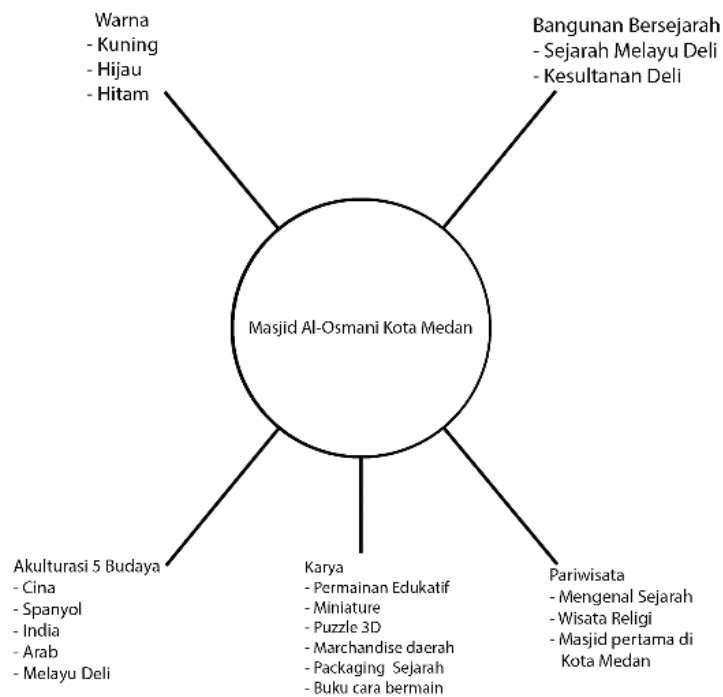 Warna
- Kuning
- Hijau
- Hitam
Bangunan Bersejarah
- Sejarah Melayu Deli
- Kesultanan Deli
Masjid Al-Osmani Kota Medan
Akulturasi 5 Budaya
- Cina
- Spanyol
- India
- Arab
- Melayu Deli
Karya
- Permainan Edukatif
- Miniature
- Puzzle 3D
- Marchandise daerah
- Packaging Sejarah
- Buku cara bermain
Pariwisata
- Mengenal Sejarah
- Wisata Religi
- Masjid pertama di
Kota Medan